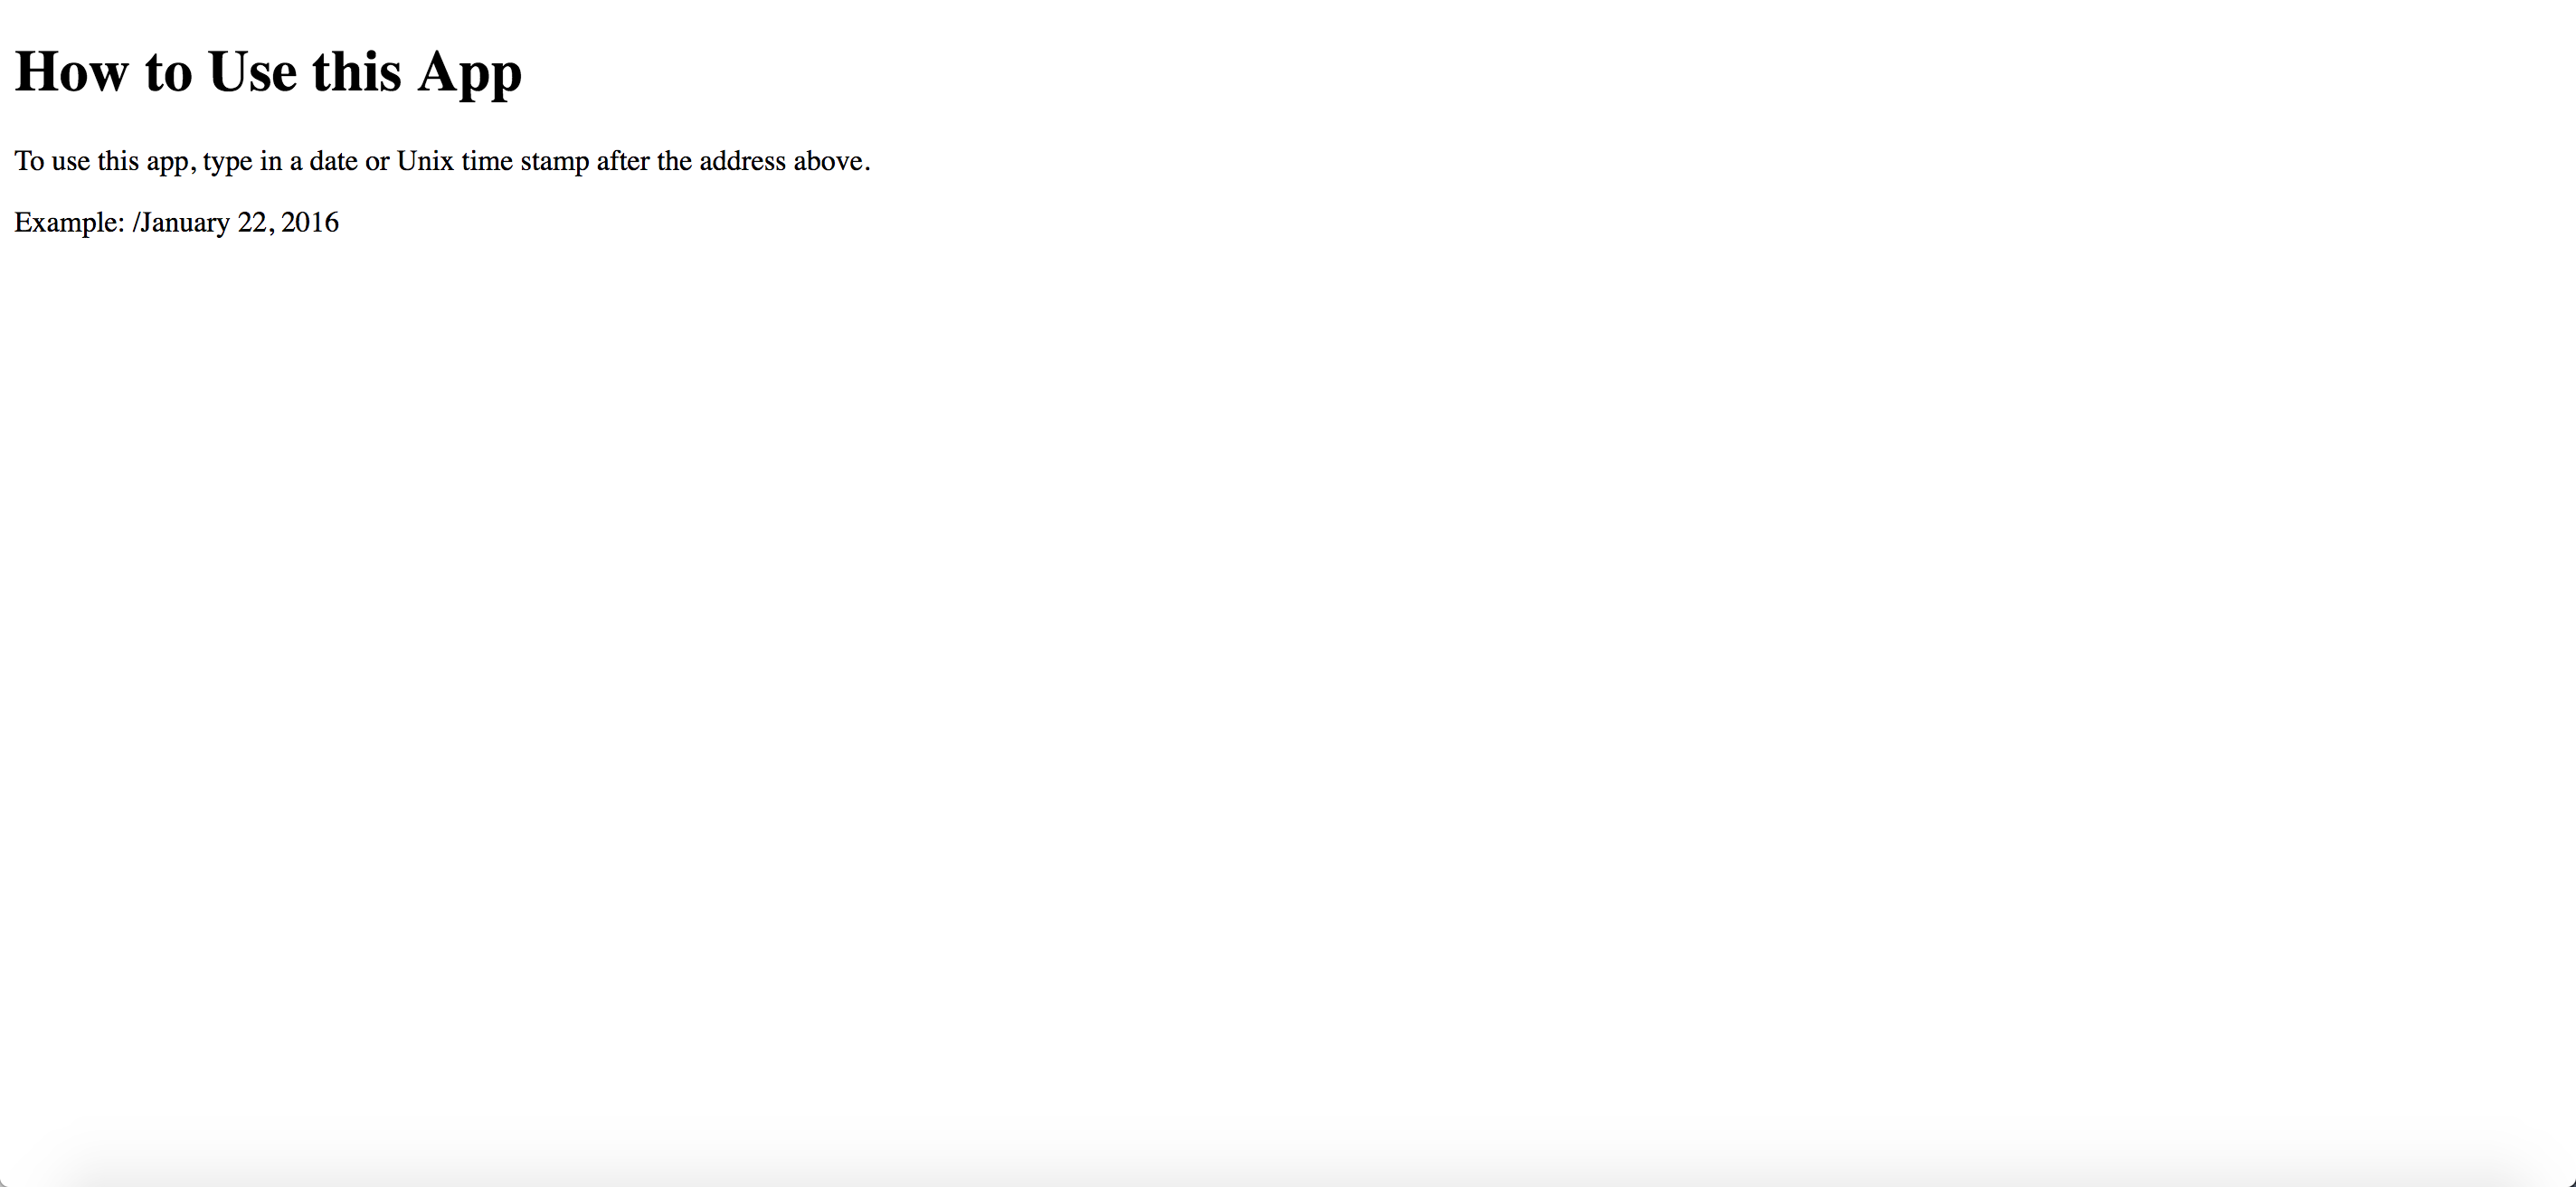 How to Use this App
To use this app, type in a date or Unix time stamp after the address above.
Example: /January 22, 2016